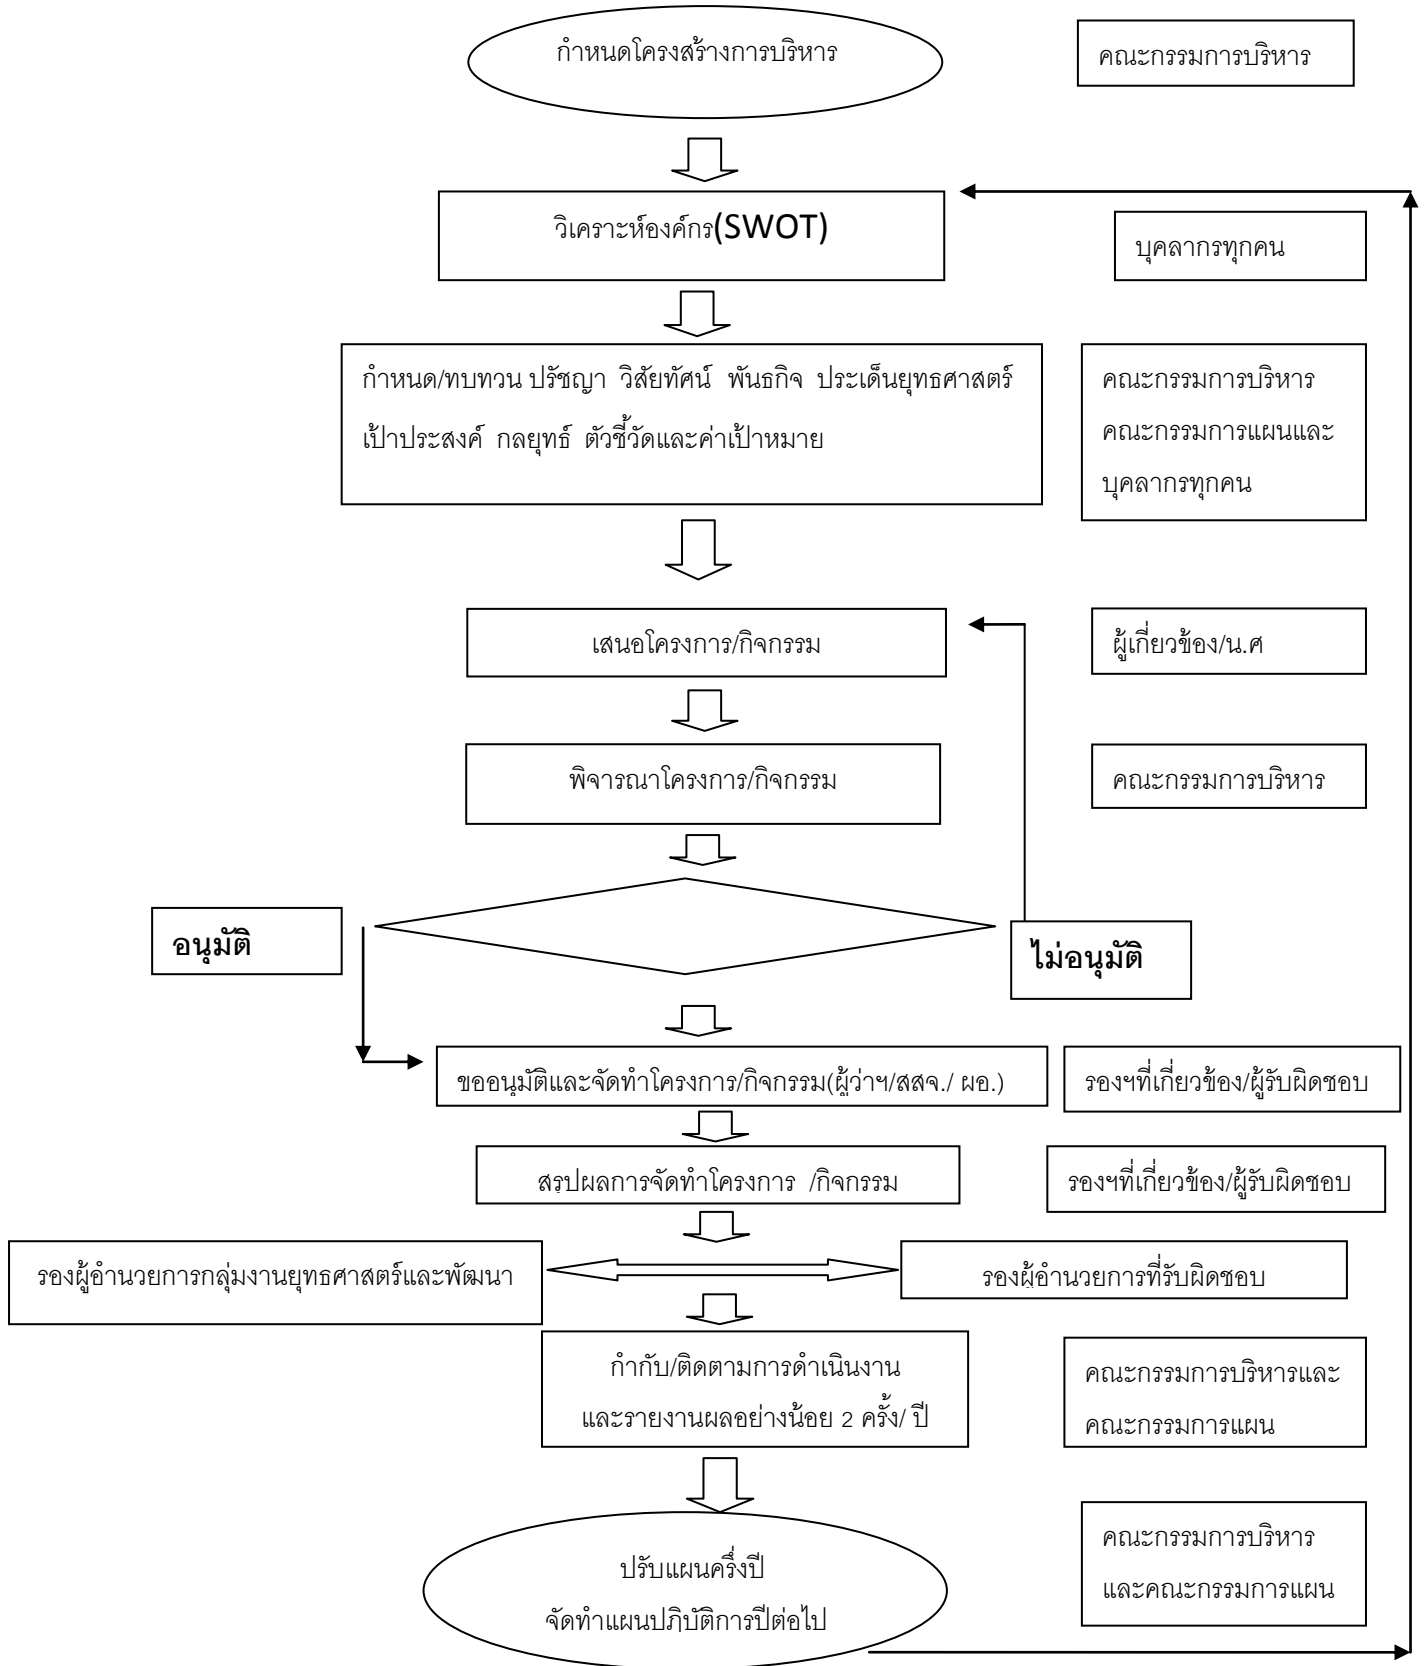 กำหนดโครงสร้างการบริหาร
คณะกรรมการบริหาร
วิเคราะห์องค์กร(SWOT)
บุคลากรทุกคน
กำหนด/ทบทวน ปรัชญา วิสัยทัศน์ พันธกิจ ประเด็นยุทธศาสตร์
เป้าประสงค์ กลยุทธ์ ตัวชี้วัดและค่าเป้าหมาย
คณะกรรมการบริหาร
คณะกรรมการแผนและ
บุคลากรทุกคน
เสนอโครงการ/กิจกรรม
ผู้เกี่ยวข้อง/น.ศ
พิจารณาโครงการ/กิจกรรม
คณะกรรมการบริหาร
อนุมัติ
ไม่อนุมัติ
ขออนุมัติและจัดทำโครงการ/กิจกรรม(ผู้ว่าฯ/สสจ./ ผอ.)
รองฯที่เกี่ยวข้อง/ผู้รับผิดชอบ
สรุปผลการจัดทำโครงการ /กิจกรรม
รองฯที่เกี่ยวข้อง/ผู้รับผิดชอบ
รองผู้อำนวยการกลุ่มงานยุทธศาสตร์และพัฒนา
รองผู้อำนวยการที่รับผิดชอบ
กำกับ/ติดตามการดำเนินงาน
และรายงานผลอย่างน้อย 2 ครั้ง/ ปี
คณะกรรมการบริหารและ
คณะกรรมการแผน
ปรับแผนครึ่งปี
จัดทำแผนปฏิบัติการปีต่อไป
คณะกรรมการบริหาร
และคณะกรรมการแผน